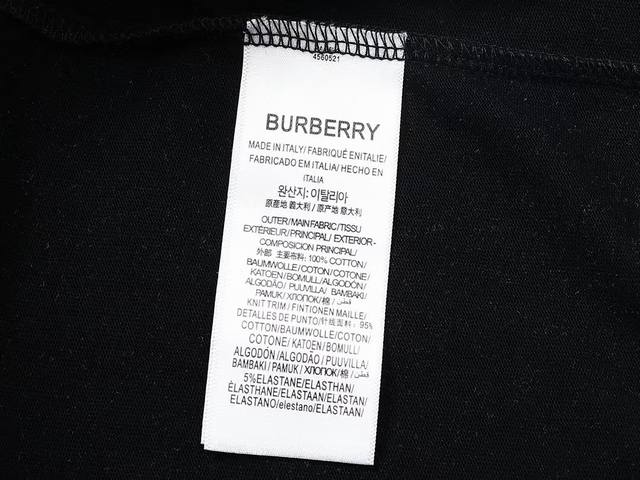 4560521
BURBERRY
MADE IN ITALY/ FABRIQUÉ ENITALIE/
FABRICADO EM ITALIA/ HECHO EN
ITALIA
완산지: 이탈리아
原產地 義大利 / 原产地 意大利
OUTER/MAIN FABRIC/TISSU
EXTÉRIEUR/PRINCIPAL/ EXTERIOR-
COMPOSICION PRINCIPAL/
外部 主要布料: 100% COTTON/
BAUMWOLLE/COTON/COTONE/
KATOEN/BOMULL/ALGODÓN/
ALGODÃO/ PUUVILLA/ BAMBAKI/
PAMUK/ХЛОПОК/棉 / قطن/
KNIT TRIM / FINTIONEN MAILLE/
DETALLES DE PUNTO/针线面料: 95%
COTTON/BAUMWOLLE/COTON/
COTONE/ KATOEN/ BOMULL/
ALGODÓN/ALGODÃO / PUUVILLA/
BAMBAKI / PAMUK / ХЛОПОК/棉 / قطن/
5%ELASTANE/ELASTHAN/
ÉLASTHANE/ELASTAAN/ELASTAN/
ELASTANO/elestano/ELASTAAN/